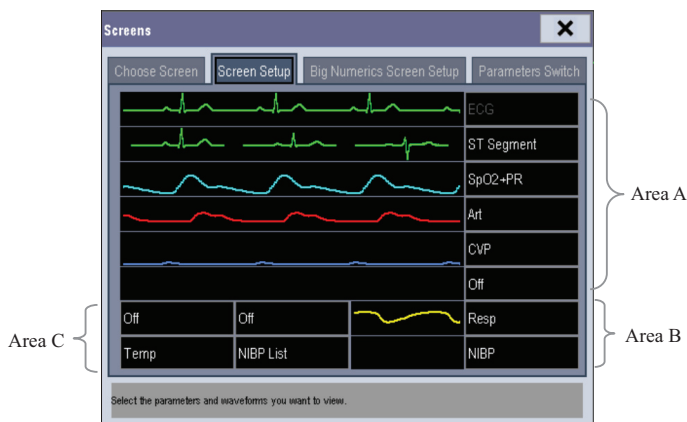 Screens
Choose Screen Screen Setup Big Numerics Screen Setup Parameters Switch
ECG
ST Segment
SpO2+PR
Art
CVP
Off
Area A
Off Off Resp
Temp NIBP List NIBP
Area C
Area B
Select the parameters and waveforms you want to view.